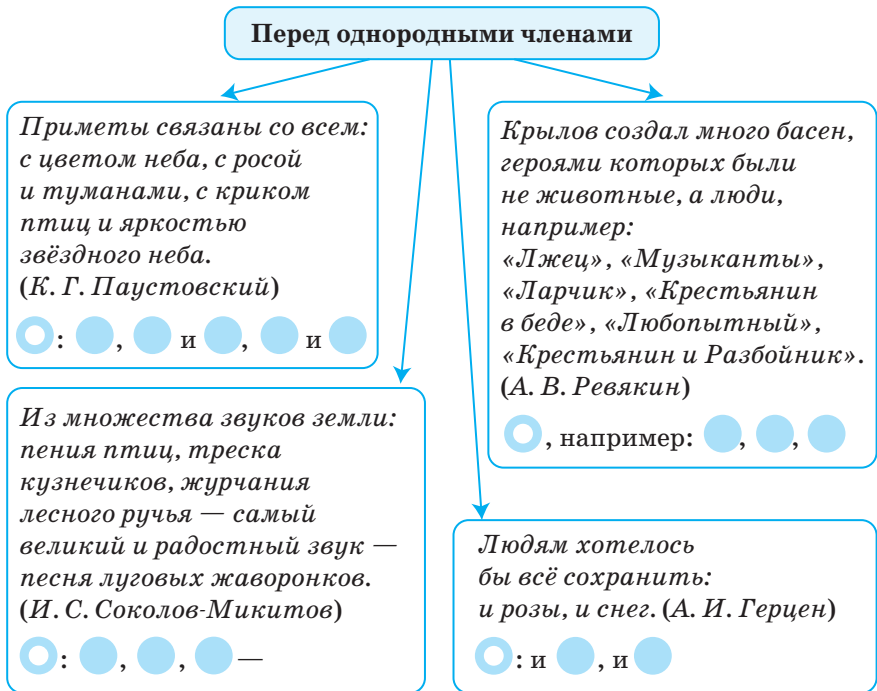 Перед однородными членами
Приметы связаны со всем:
с цветом неба, с росой
и туманами, с криком
птиц и яркостью
звёздного неба.
(К. Г. Паустовский)
: , и , и
Из множества звуков земли:
пения птиц, треска
кузнечиков, журчания
лесного ручья — самый
великий и радостный звук —
песня луговых жаворонков.
(И. С. Соколов-Микитов)
: , , —
Крылов создал много басен,
героями которых были
не животные, а люди,
например:
«Лжец», «Музыканты»,
«Ларчик», «Крестьянин
в беде», «Любопытный»,
«Крестьянин и Разбойник».
(А. В. Ревякин)
, например: , ,
Людям хотелось
бы всё сохранить:
и розы, и снег. (А. И. Герцен)
: и , и